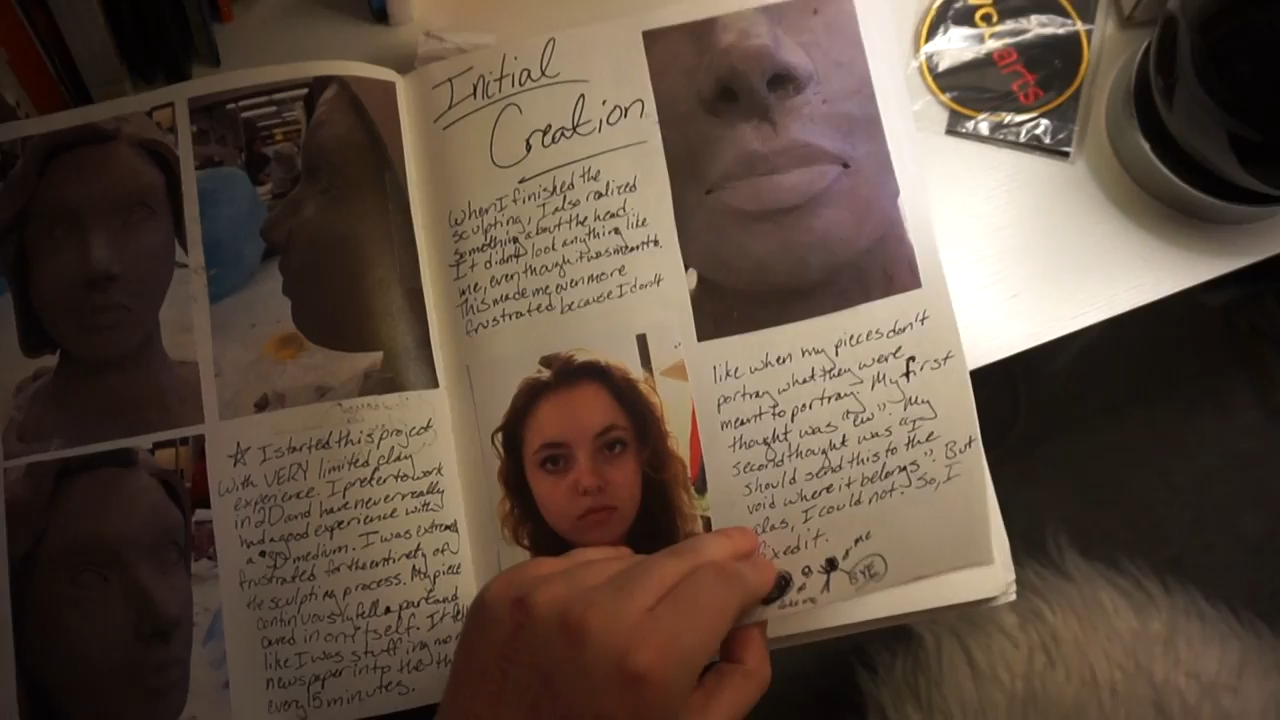 ☆ I started this project
with VERY limited clay
experience. I prefer to work
in 2D and have never really
had a good experience with
a 3D medium. I was extremely
frustrated for the entirety of
the sculpting process. My piece
continuously fell apart and
caved in on itself. It felt
like I was stuffing more
newspaper into the
every 15 minutes.
Initial
Creation
When I finished the
sculpting, I also realized
something about the head.
It didn't look anything like
me, even though it was meant to.
This made me even more
frustrated because I don't
like when my pieces don't
portray what they were
meant to portray. My first
thought was "ew". My
second thought was "I
should send this to the
void where it belongs". But
alas, I could not. So, I
fixed it.
me
BYE
arts